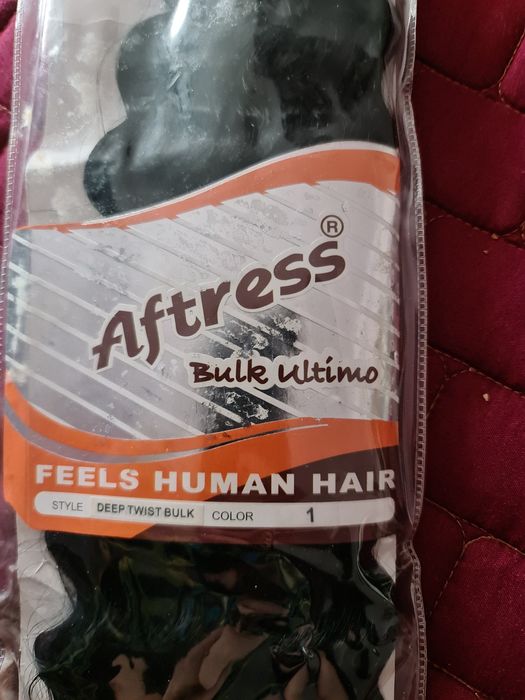 Aftress®
Bulk Ultimo
FEELS HUMAN HAIR
STYLE DEEP TWIST BULK COLOR 1